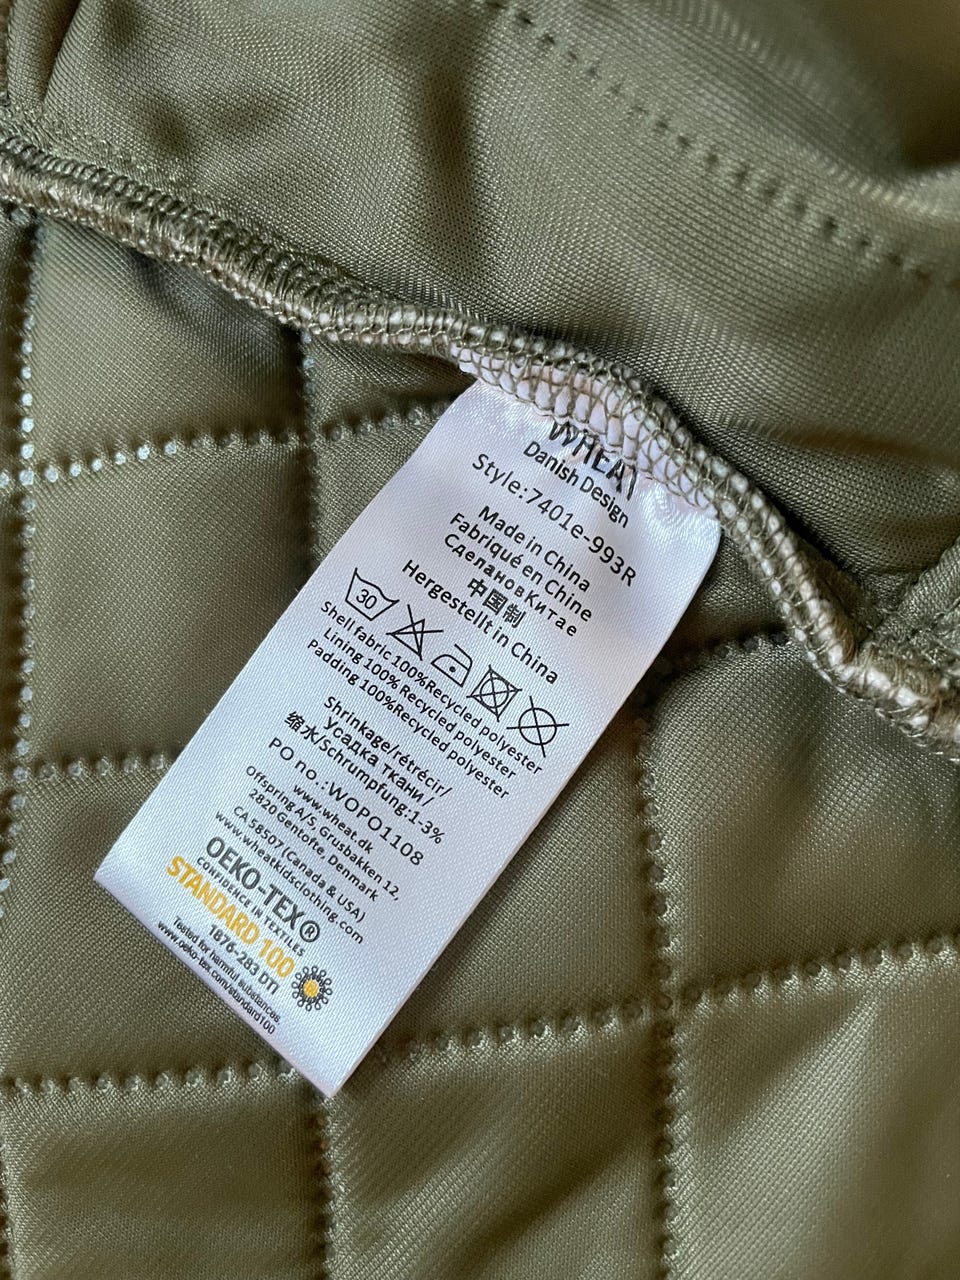 WHEAT
Danish Design
Style:7401e-993R
Made in China
Fabriqué en Chine
Сделано в Китае
中国制
Hergestellt in China
30
Shell fabric 100%Recycled polyester
Lining 100% Recycled polyester
Padding 100%Recycled polyester
Shrinkage/rétrécir/
Усадка ткани/
缩水/Schrumpfung:1-3%
PO no.:WOPO1108
www.wheat.dk
Offspring A/S, Grusbakken 12,
2820 Gentofte, Denmark
CA 58507 (Canada & USA)
www.wheatkidsclothing.com
OEKO-TEX®
CONFIDENCE IN TEXTILES
STANDARD 100
1876-283 DTI
Tested for harmful substances.
www.oeko-tex.com/standard100